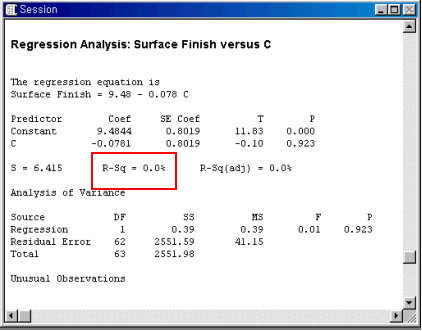 Session
Regression Analysis: Surface Finish versus C
The regression equation is
Surface Finish = 9.48 - 0.078 C
Predictor Coef SE Coef T P
Constant 9.4844 0.8019 11.83 0.000
C -0.0781 0.8019 -0.10 0.923
S = 6.415 R-Sq = 0.0% R-Sq(adj) = 0.0%
Analysis of Variance
Source DF SS MS F P
Regression 1 0.39 0.39 0.01 0.923
Residual Error 62 2551.59 41.15
Total 63 2551.98
Unusual Observations